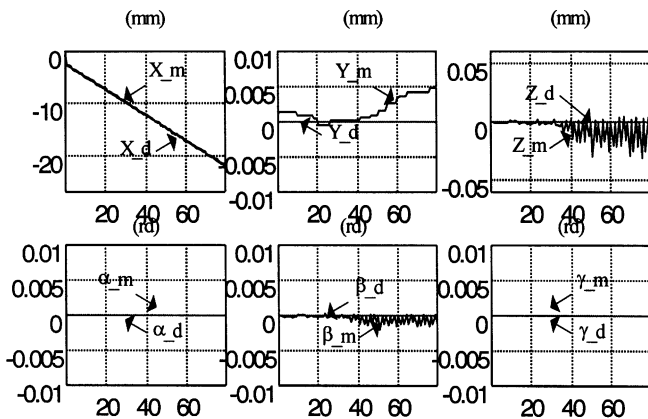 (mm) (mm) (mm)
0 0.01 0.05
X_m Y_m Z_d
0.005
-10 0 0
X_d Y_d Z_m
-20 -0.005
-0.01 -0.05
20 40 60 20 40 60 20 40 60
(rd) (rd) (rd)
0.01 0.01 0.01
α_m β_d γ_m
0.005 0.005 0.005
0 0 0
α_d β_m γ_d
-0.005 -0.005 -0.005
-0.01 -0.01 -0.01
20 40 60 20 40 60 20 40 60